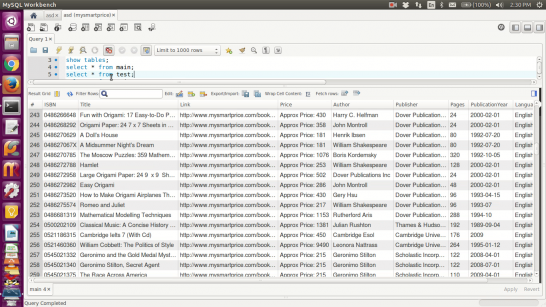 MySQL Workbench
(100%)
2:30 PM
asd
asd (mysmartprice)
Query 1
Limit to 1000 rows
3 show tables;
4 select * from main;
5 select * from test;
Result Grid Filter Rows: Edit: Export/Import: Wrap Cell Content: Fetch rows:
# ISBN Title Link Price Author Publisher Pages PublicationYear Langua
243 0486266648 Fun with Origami: 17 Easy-to-Do P... http://www.mysmartprice.com/book... Approx Price: 430 Harry C. Helfman Dover Publication... 24 2000-02-01 English
244 0486266298 Origami Paper: 24 7 x 7 Sheets in ... http://www.mysmartprice.com/book... Approx Price: 358 John Montroll Dover Publication... 24 2000-02-01 English
245 0486270629 A Doll's House http://www.mysmartprice.com/book... Approx Price: 181 Henrik Ibsen Dover Publication... 80 1992-07-20 English
246 048627067X A Midsummer Night's Dream http://www.mysmartprice.com/book... Approx Price: 181 William Shakespeare Dover Publication... 80 1992-07-20 English
247 0486270785 The Moscow Puzzles: 359 Mathem... http://www.mysmartprice.com/book... Approx Price: 1076 Boris Kordemsky Dover Publication... 320 1992-10-05 English
248 0486272788 Hamlet http://www.mysmartprice.com/book... Approx Price: 253 William Shakespeare Dover Publication... 128 2000-02-01 English
249 0486272958 Large Origami Paper: 24 9 x 9 Sh... http://www.mysmartprice.com/book... Approx Price: 502 Dover Publications Inc Dover Publication... 24 2000-02-01 English
250 0486272982 Easy Origami http://www.mysmartprice.com/book... Approx Price: 286 John Montroll Dover Publication... 48 2000-02-01 English
251 0486273520 How to Make Origami Airplanes Th... http://www.mysmartprice.com/book... Approx Price: 430 Gery Hsu Dover Publication... 96 1993-04-15 English
252 0486275574 Romeo and Juliet http://www.mysmartprice.com/book... Approx Price: 217 William Shakespeare Dover Publication... 96 1993-07 English
253 0486681319 Mathematical Modelling Techniques http://www.mysmartprice.com/book... Approx Price: 1153 Rutherford Aris Dover Publication... 288 1994-10 English
254 0500202109 Classical Music: A Concise History ... http://www.mysmartprice.com/book... Approx Price: 1381 Julian Rushton Thames & Hudso... 192 1989-09-04 English
255 0521186315 Cambridge Ielts 7 (With Cd) http://www.mysmartprice.com/book... Approx Price: 450 Cambridge Esol Cambridge Unive... 176 2009 English
256 0521480360 William Cobbett: The Politics of Style http://www.mysmartprice.com/book... Approx Price: 9490 Leonora Nattrass Cambridge Unive... 264 1995-01-12 English
257 0545021332 Geronimo and the Gold Medal Myst... http://www.mysmartprice.com/book... Approx Price: 215 Geronimo Stilton Scholastic Incorp... 122 2008-04-01 English
258 0545021340 Geronimo Stilton, Secret Agent http://www.mysmartprice.com/book... Approx Price: 215 Geronimo Stilton Scholastic Incorp... 110 2008-07-01 English
259 0545021375 The Race Across America http://www.mysmartprice.com/book... Approx Price: 215 Geronimo Stilton Scholastic Incorp... 111 2009-04-01 English
main 4
Apply Revert
Query Completed